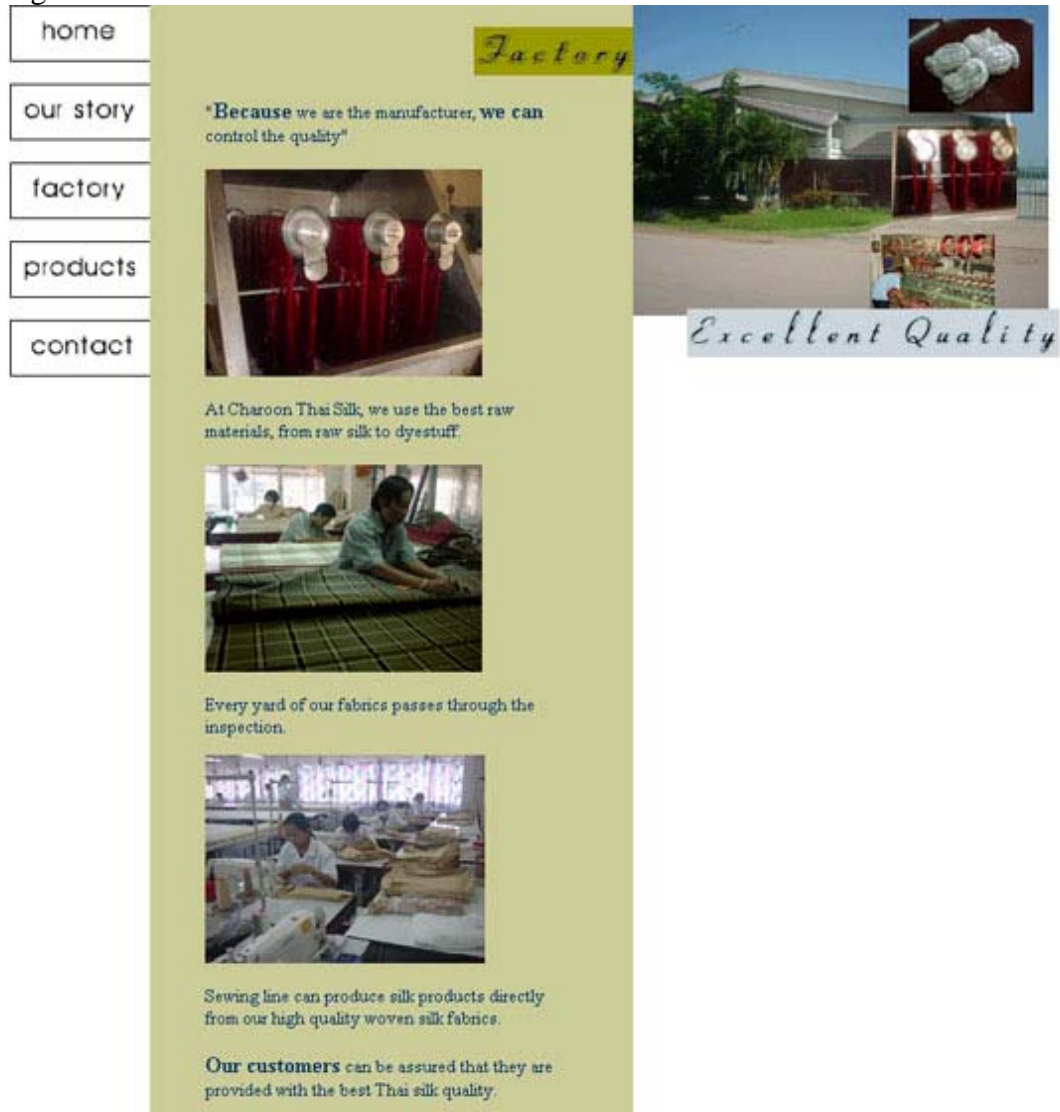 home
our story
factory
products
contact
Factory
"Because we are the manufacturer, we can
control the quality"
At Charoon Thai Silk, we use the best raw
materials, from raw silk to dyestuff.
Every yard of our fabrics passes through the
inspection.
Sewing line can produce silk products directly
from our high quality woven silk fabrics.
Our customers can be assured that they are
provided with the best Thai silk quality.
Excellent Quality